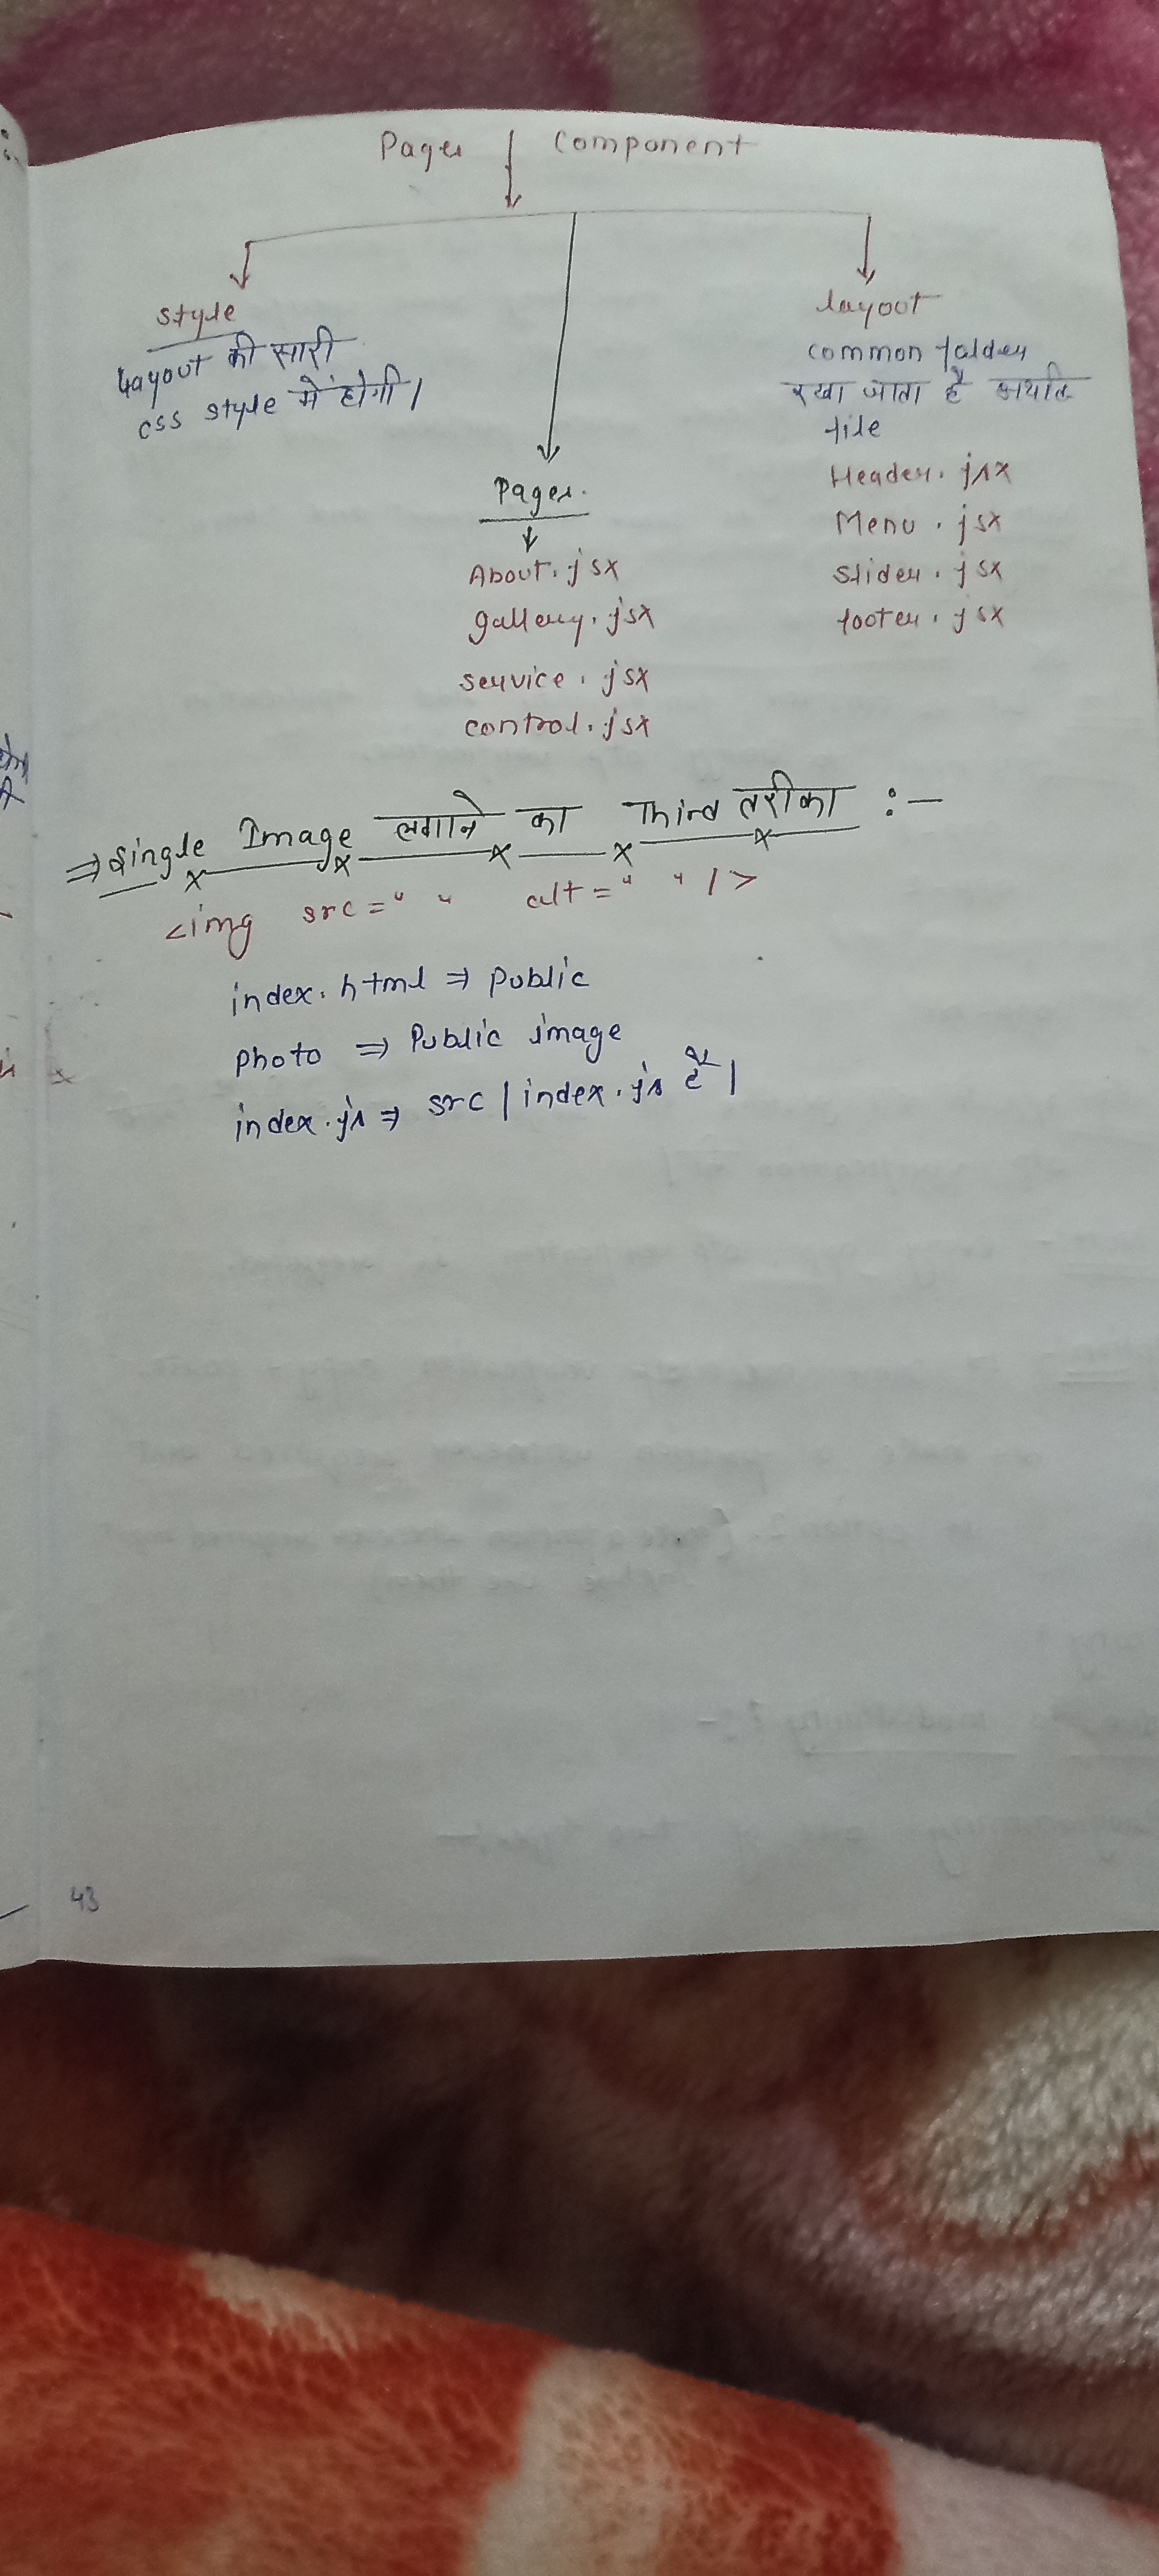 Pages Component
style
Layout की सारी
css style में होगी।
Pages.
About.jsx
gallery.jsx
service.jsx
control.jsx
layout
common folder
रखा जाता है अर्थात
file
Header.jsx
Menu.jsx
Slider.jsx
footer.jsx
⇒ Single Image लगाने का Third तरीका :-
<img src=" " alt=" " />
index.html ⇒ public
photo ⇒ Public image
index.js ⇒ src | index.js है।
43